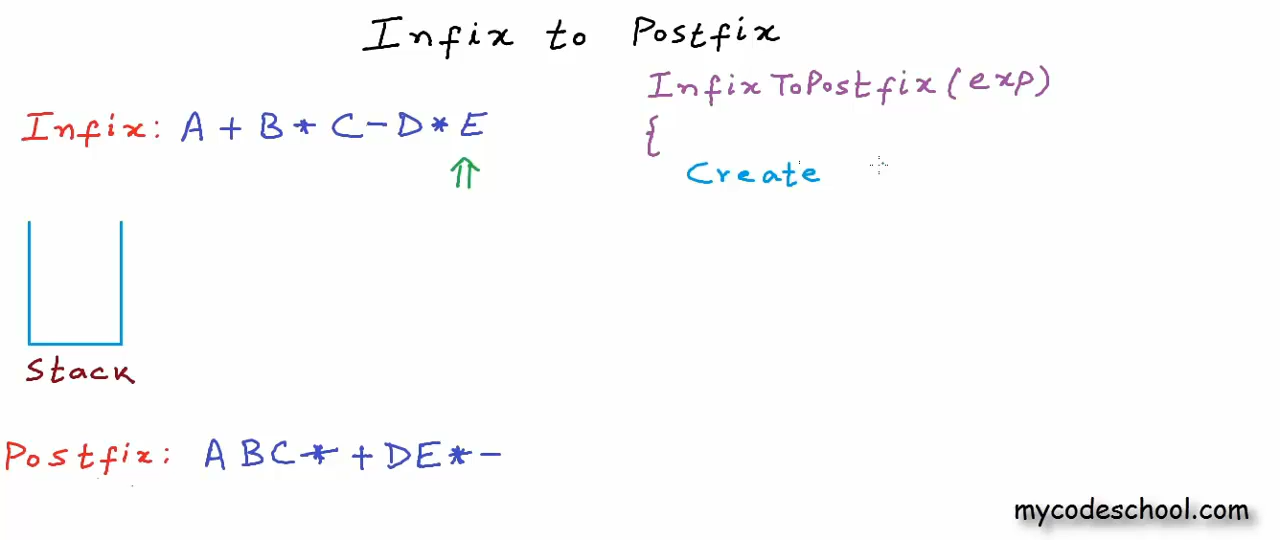 Infix to Postfix
InfixToPostfix(exp)
Infix: A + B * C - D * E
{
Create
Stack
Postfix: A B C * + D E * -
mycodeschool.com